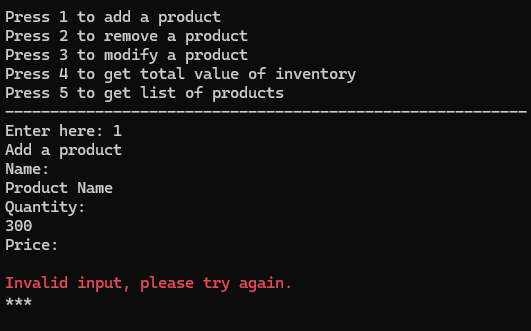 Press 1 to add a product
Press 2 to remove a product
Press 3 to modify a product
Press 4 to get total value of inventory
Press 5 to get list of products
----------------------------------------------------------
Enter here: 1
Add a product
Name:
Product Name
Quantity:
300
Price:
Invalid input, please try again.
***